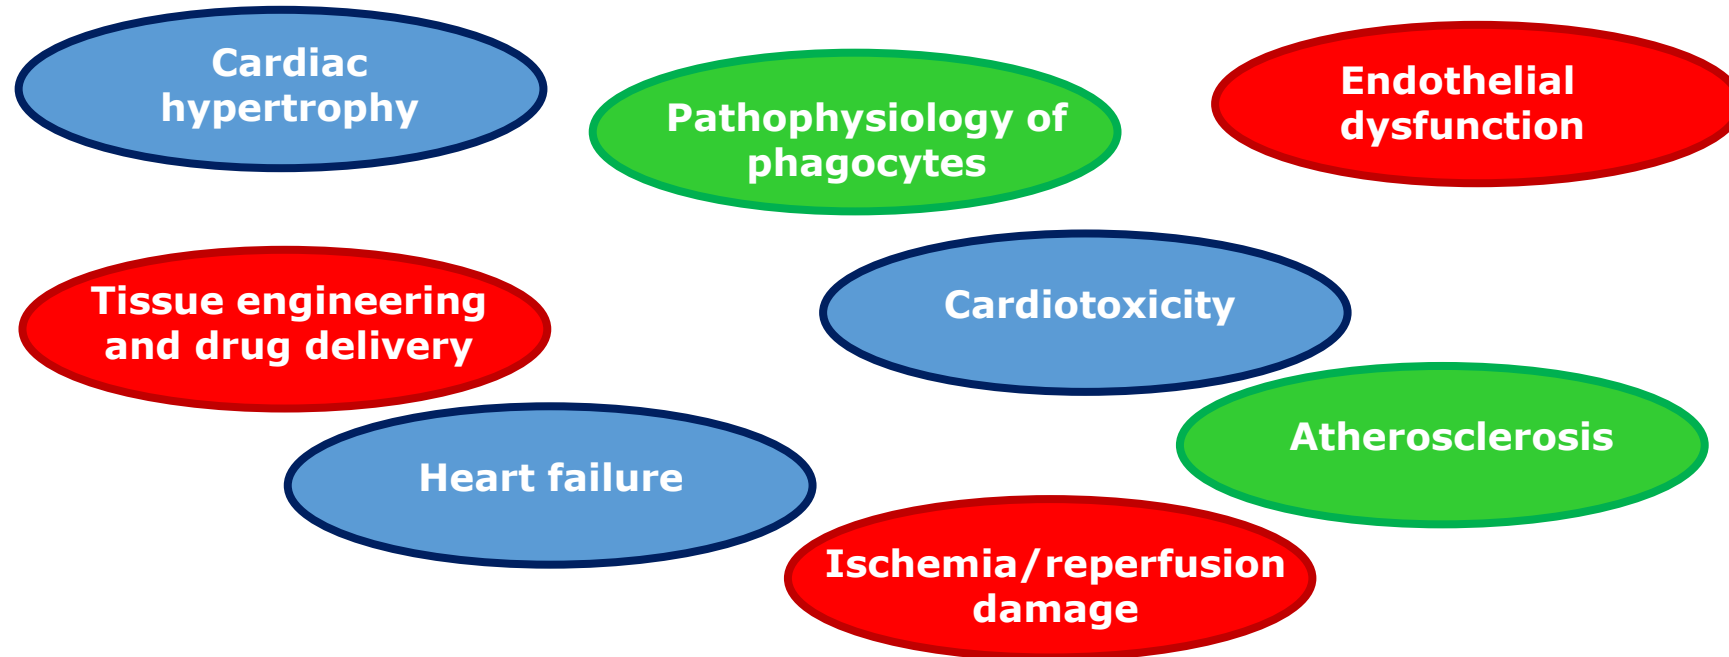 Cardiac
hypertrophy
Pathophysiology of
phagocytes
Endothelial
dysfunction
Tissue engineering
and drug delivery
Cardiotoxicity
Atherosclerosis
Heart failure
Ischemia/reperfusion
damage